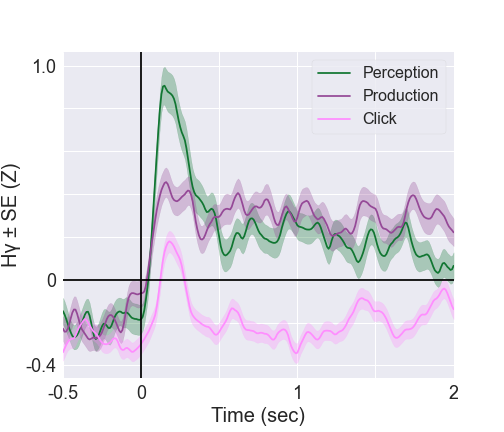 Hγ ± SE (Z)
1.0
0
-0.4
Perception
Production
Click
-0.5
0
1
2
Time (sec)